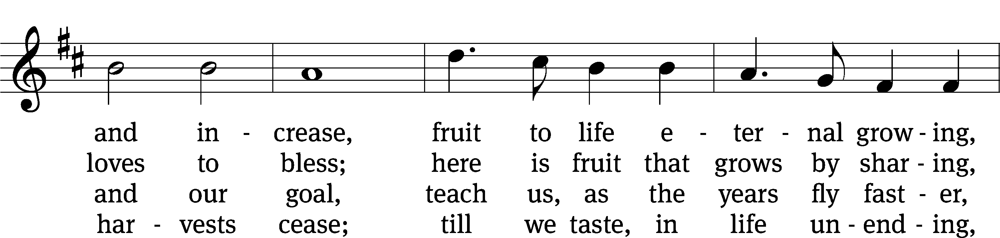 and in - crease, fruit to life e - ter - nal grow - ing,
loves to bless; here is fruit that grows by shar - ing,
and our goal, teach us, as the years fly fast - er,
har - vests cease; till we taste, in life un - end - ing,